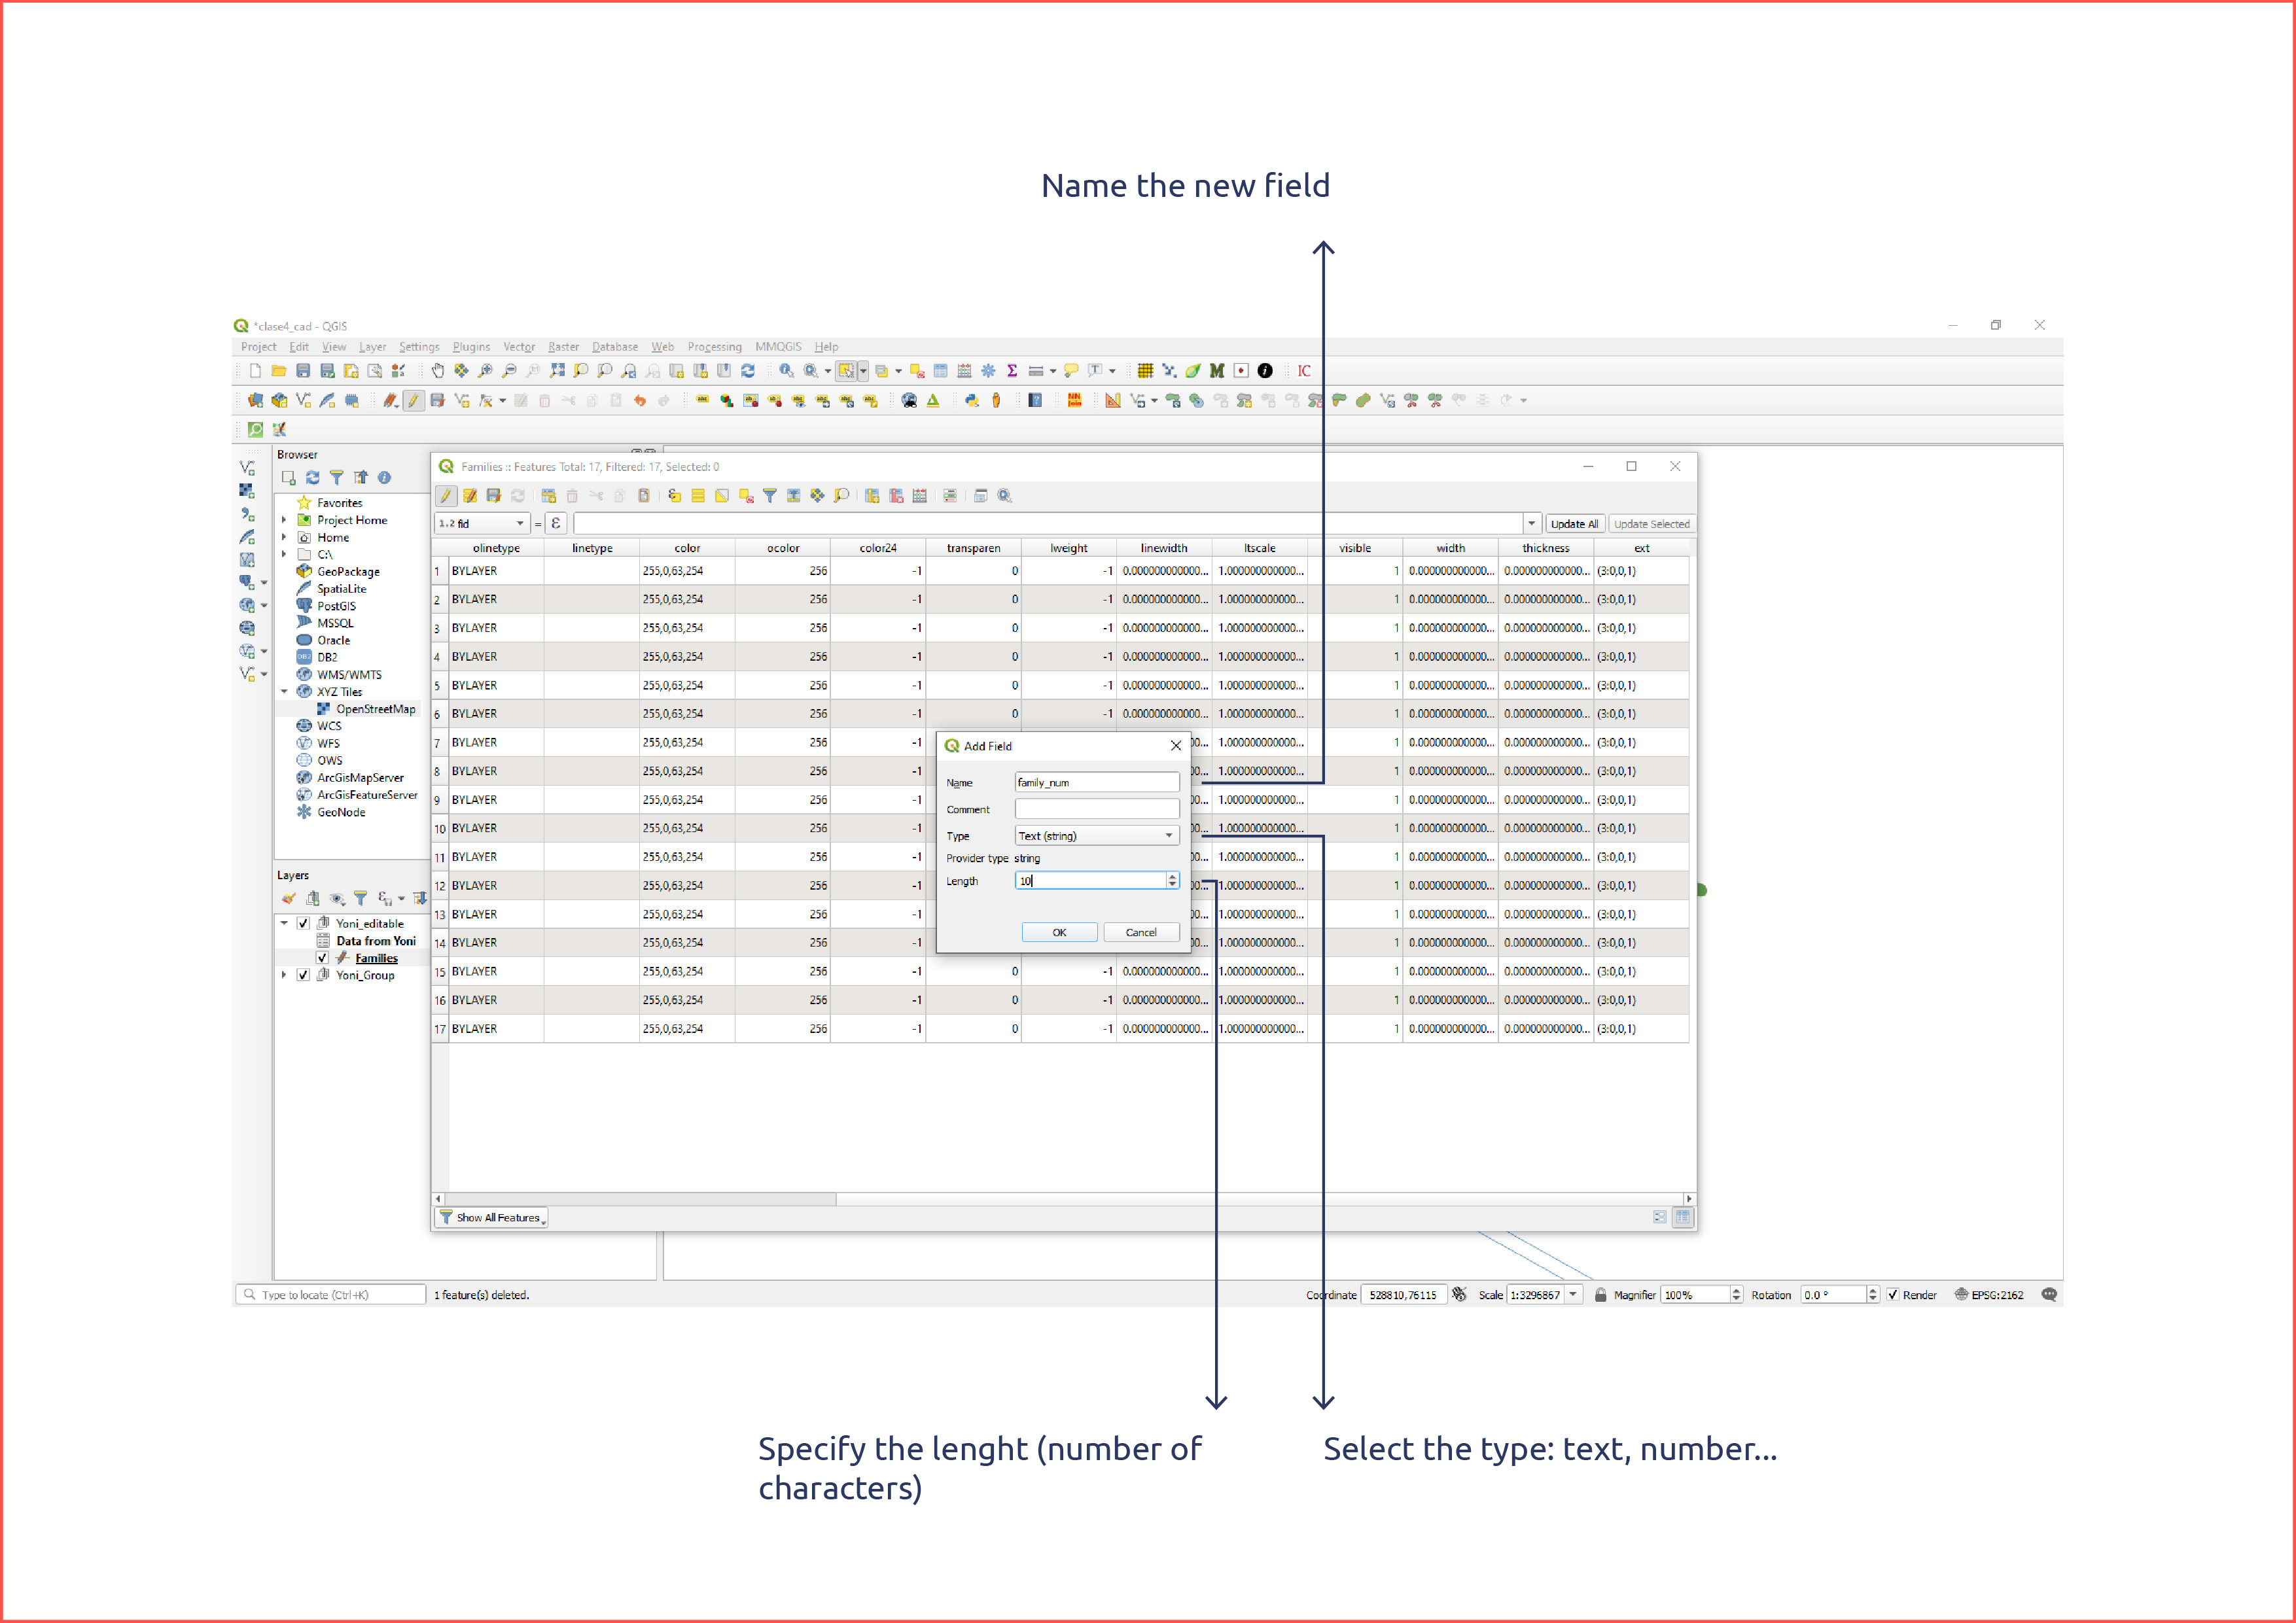 Name the new field
*clase4_cad - QGIS
Project Edit View Layer Settings Plugins Vector Raster Database Web Processing MMQGIS Help
Browser
Favorites
Project Home
Home
C:\
GeoPackage
SpatiaLite
PostGIS
MSSQL
Oracle
DB2
WMS/WMTS
XYZ Tiles
OpenStreetMap
WCS
WFS
OWS
ArcGisMapServer
ArcGisFeatureServer
GeoNode
Layers
Yoni_editable
Data from Yoni
Families
Yoni_Group
Families :: Features Total: 17, Filtered: 17, Selected: 0
1.2 fid = ε Update All Update Selected
olinetype linetype color ocolor color24 transparen lweight linewidth ltscale visible width thickness ext
1 BYLAYER 255,0,63,254 256 -1 0 -1 0.000000000000... 1.000000000000... 1 0.000000000000... 0.000000000000... (3:0,0,1)
2 BYLAYER 255,0,63,254 256 -1 0 -1 0.000000000000... 1.000000000000... 1 0.000000000000... 0.000000000000... (3:0,0,1)
3 BYLAYER 255,0,63,254 256 -1 0 -1 0.000000000000... 1.000000000000... 1 0.000000000000... 0.000000000000... (3:0,0,1)
4 BYLAYER 255,0,63,254 256 -1 0 -1 0.000000000000... 1.000000000000... 1 0.000000000000... 0.000000000000... (3:0,0,1)
5 BYLAYER 255,0,63,254 256 -1 0 -1 0.000000000000... 1.000000000000... 1 0.000000000000... 0.000000000000... (3:0,0,1)
6 BYLAYER 255,0,63,254 256 -1 0 -1 0.000000000000... 1.000000000000... 1 0.000000000000... 0.000000000000... (3:0,0,1)
7 BYLAYER 255,0,63,254 256 -1 00... 1.000000000000... 1 0.000000000000... 0.000000000000... (3:0,0,1)
8 BYLAYER 255,0,63,254 256 -1 00... 1.000000000000... 1 0.000000000000... 0.000000000000... (3:0,0,1)
9 BYLAYER 255,0,63,254 256 -1 00... 1.000000000000... 1 0.000000000000... 0.000000000000... (3:0,0,1)
10 BYLAYER 255,0,63,254 256 -1 00... 1.000000000000... 1 0.000000000000... 0.000000000000... (3:0,0,1)
11 BYLAYER 255,0,63,254 256 -1 00... 1.000000000000... 1 0.000000000000... 0.000000000000... (3:0,0,1)
12 BYLAYER 255,0,63,254 256 -1 00... 1.000000000000... 1 0.000000000000... 0.000000000000... (3:0,0,1)
13 BYLAYER 255,0,63,254 256 -1 00... 1.000000000000... 1 0.000000000000... 0.000000000000... (3:0,0,1)
14 BYLAYER 255,0,63,254 256 -1 00... 1.000000000000... 1 0.000000000000... 0.000000000000... (3:0,0,1)
15 BYLAYER 255,0,63,254 256 -1 0 -1 0.000000000000... 1.000000000000... 1 0.000000000000... 0.000000000000... (3:0,0,1)
16 BYLAYER 255,0,63,254 256 -1 0 -1 0.000000000000... 1.000000000000... 1 0.000000000000... 0.000000000000... (3:0,0,1)
17 BYLAYER 255,0,63,254 256 -1 0 -1 0.000000000000... 1.000000000000... 1 0.000000000000... 0.000000000000... (3:0,0,1)
Add Field
Name family_num
Comment
Type Text (string)
Provider type string
Length 10
OK Cancel
Show All Features
Type to locate (Ctrl+K) 1 feature(s) deleted. Coordinate 528810,76115 Scale 1:3296867 Magnifier 100% Rotation 0.0 ° Render EPSG:2162
Specify the lenght (number of
characters)
Select the type: text, number...